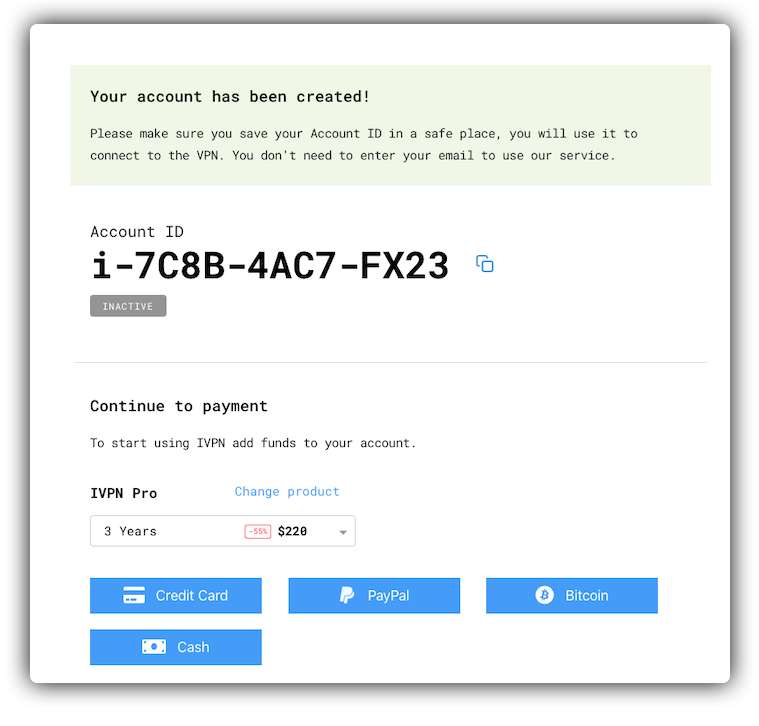 Your account has been created!
Please make sure you save your Account ID in a safe place, you will use it to
connect to the VPN. You don't need to enter your email to use our service.
Account ID
i-7C8B-4AC7-FX23
INACTIVE
Continue to payment
To start using IVPN add funds to your account.
IVPN Pro Change product
3 Years -55% $220
Credit Card PayPal Bitcoin
Cash